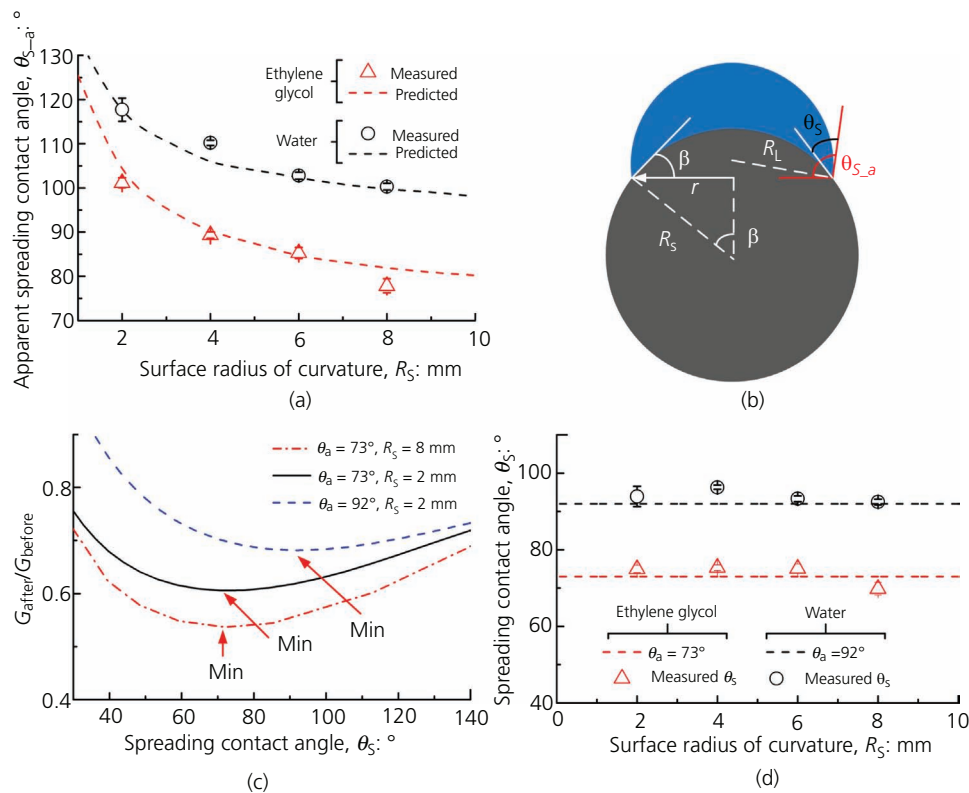 Apparent spreading contact angle, θS–a: °
130
120
110
100
90
80
70
2 4 6 8 10
Ethylene glycol
Measured
Predicted
Water
Measured
Predicted
Surface radius of curvature, RS: mm
(a)
θS
β
RL
θS_a
r
RS
β
(b)
Gafter/Gbefore
0.8
0.6
0.4
θa = 73°, RS = 8 mm
θa = 73°, RS = 2 mm
θa = 92°, RS = 2 mm
Min
Min
Min
40 60 80 100 120 140
Spreading contact angle, θS: °
(c)
Spreading contact angle, θS: °
100
80
60
40
Ethylene glycol
Water
θa = 73°
θa =92°
Measured θs
Measured θs
0 2 4 6 8 10
Surface radius of curvature, RS: mm
(d)